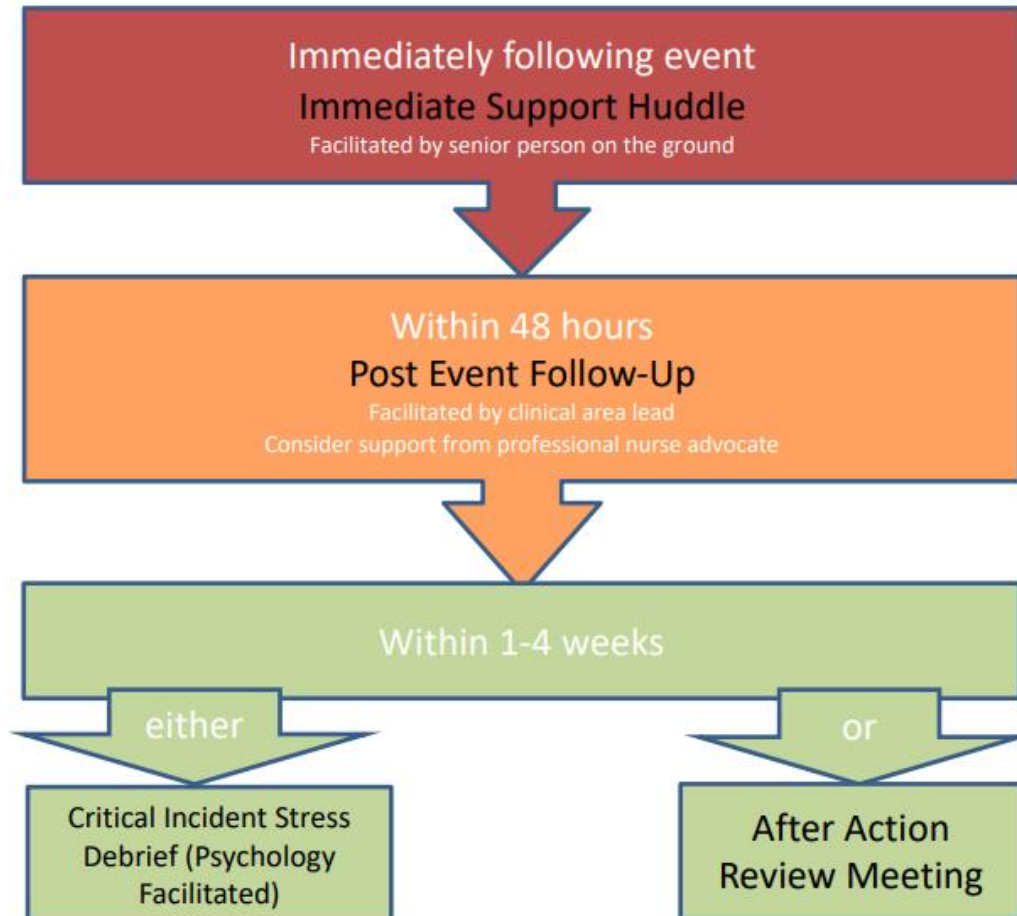 Immediately following event
Immediate Support Huddle
Facilitated by senior person on the ground
Within 48 hours
Post Event Follow-Up
Facilitated by clinical area lead
Consider support from professional nurse advocate
Within 1-4 weeks
either
or
Critical Incident Stress
Debrief (Psychology
Facilitated)
After Action
Review Meeting